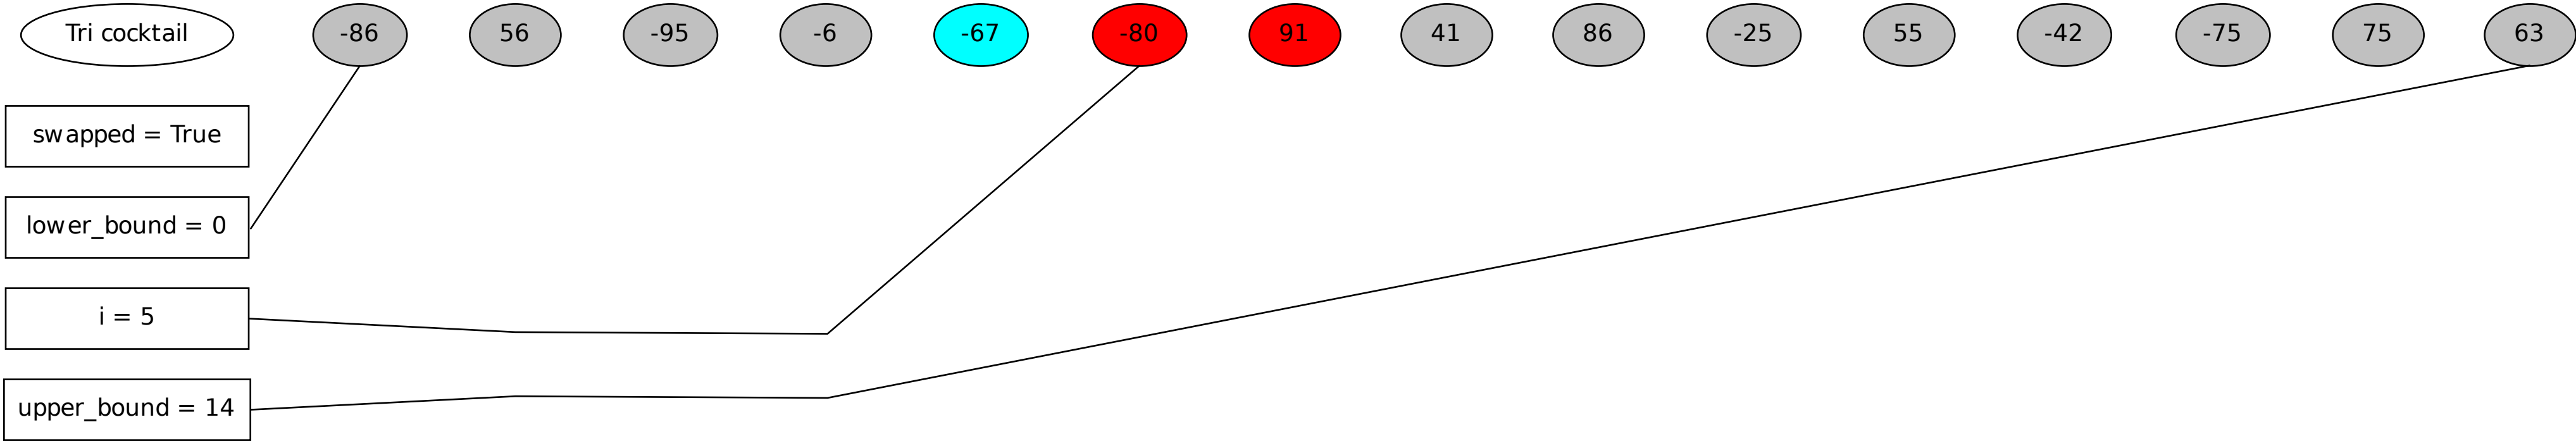 Tri cocktail -86 56 -95 -6 -67 -80 91 41 86 -25 55 -42 -75 75 63
swapped = True
lower_bound = 0
i = 5
upper_bound = 14